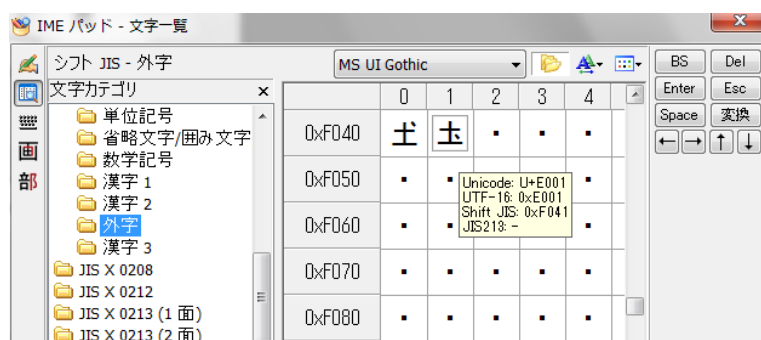 IME パッド - 文字一覧
シフト JIS - 外字
MS UI Gothic
文字カテゴリ
単位記号
省略文字/囲み文字
数学記号
漢字 1
漢字 2
外字
漢字 3
JIS X 0208
JIS X 0212
JIS X 0213 (1 面)
JIS X 0213 (2 面)
画
部
0 1 2 3 4
0xF040
0xF050
0xF060
0xF070
0xF080
Unicode: U+E001
UTF-16: 0xE001
Shift JIS: 0xF041
JIS213: -
BS Del
Enter Esc
Space 変換
← → ↑ ↓